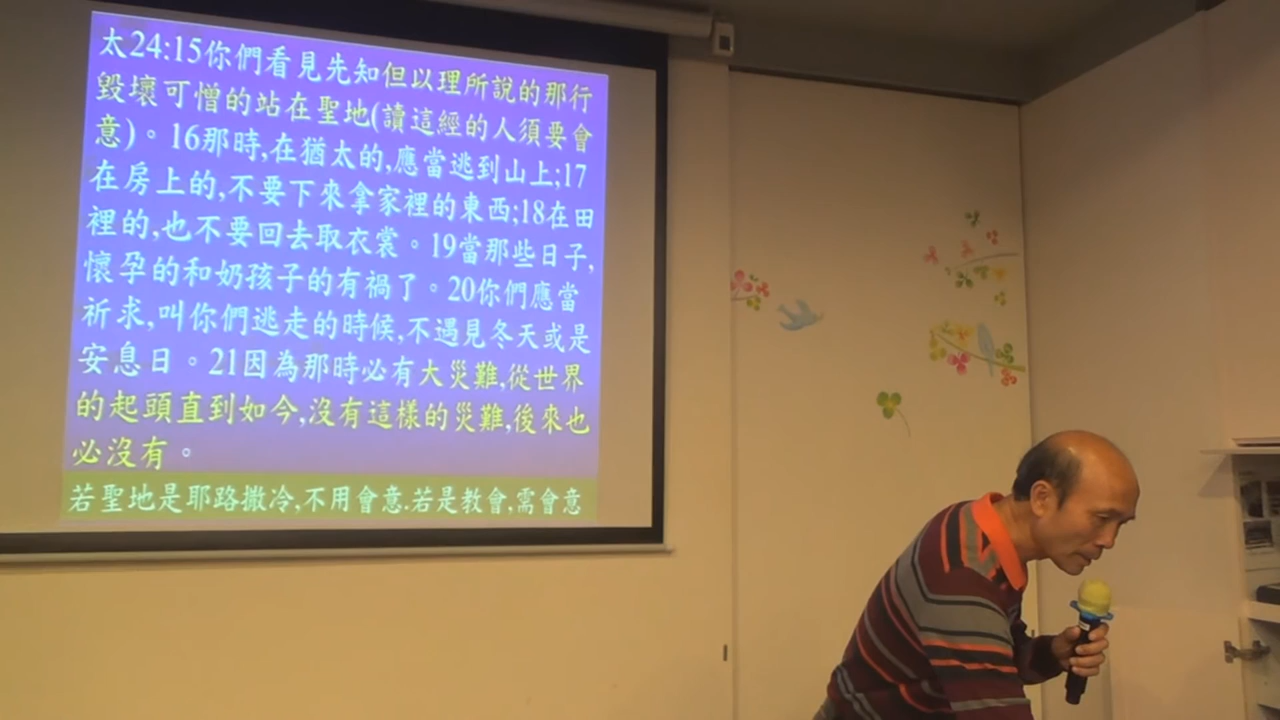 太24:15你們看見先知但以理所說的那行
毀壞可憎的站在聖地(讀這經的人須要會
意)。16那時,在猶太的,應當逃到山上;17
在房上的,不要下來拿家裡的東西;18在田
裡的,也不要回去取衣裳。19當那些日子,
懷孕的和奶孩子的有禍了。20你們應當
祈求,叫你們逃走的時候,不遇見冬天或是
安息日。21因為那時必有大災難,從世界
的起頭直到如今,沒有這樣的災難,後來也
必沒有。
若聖地是耶路撒冷,不用會意.若是教會,需會意